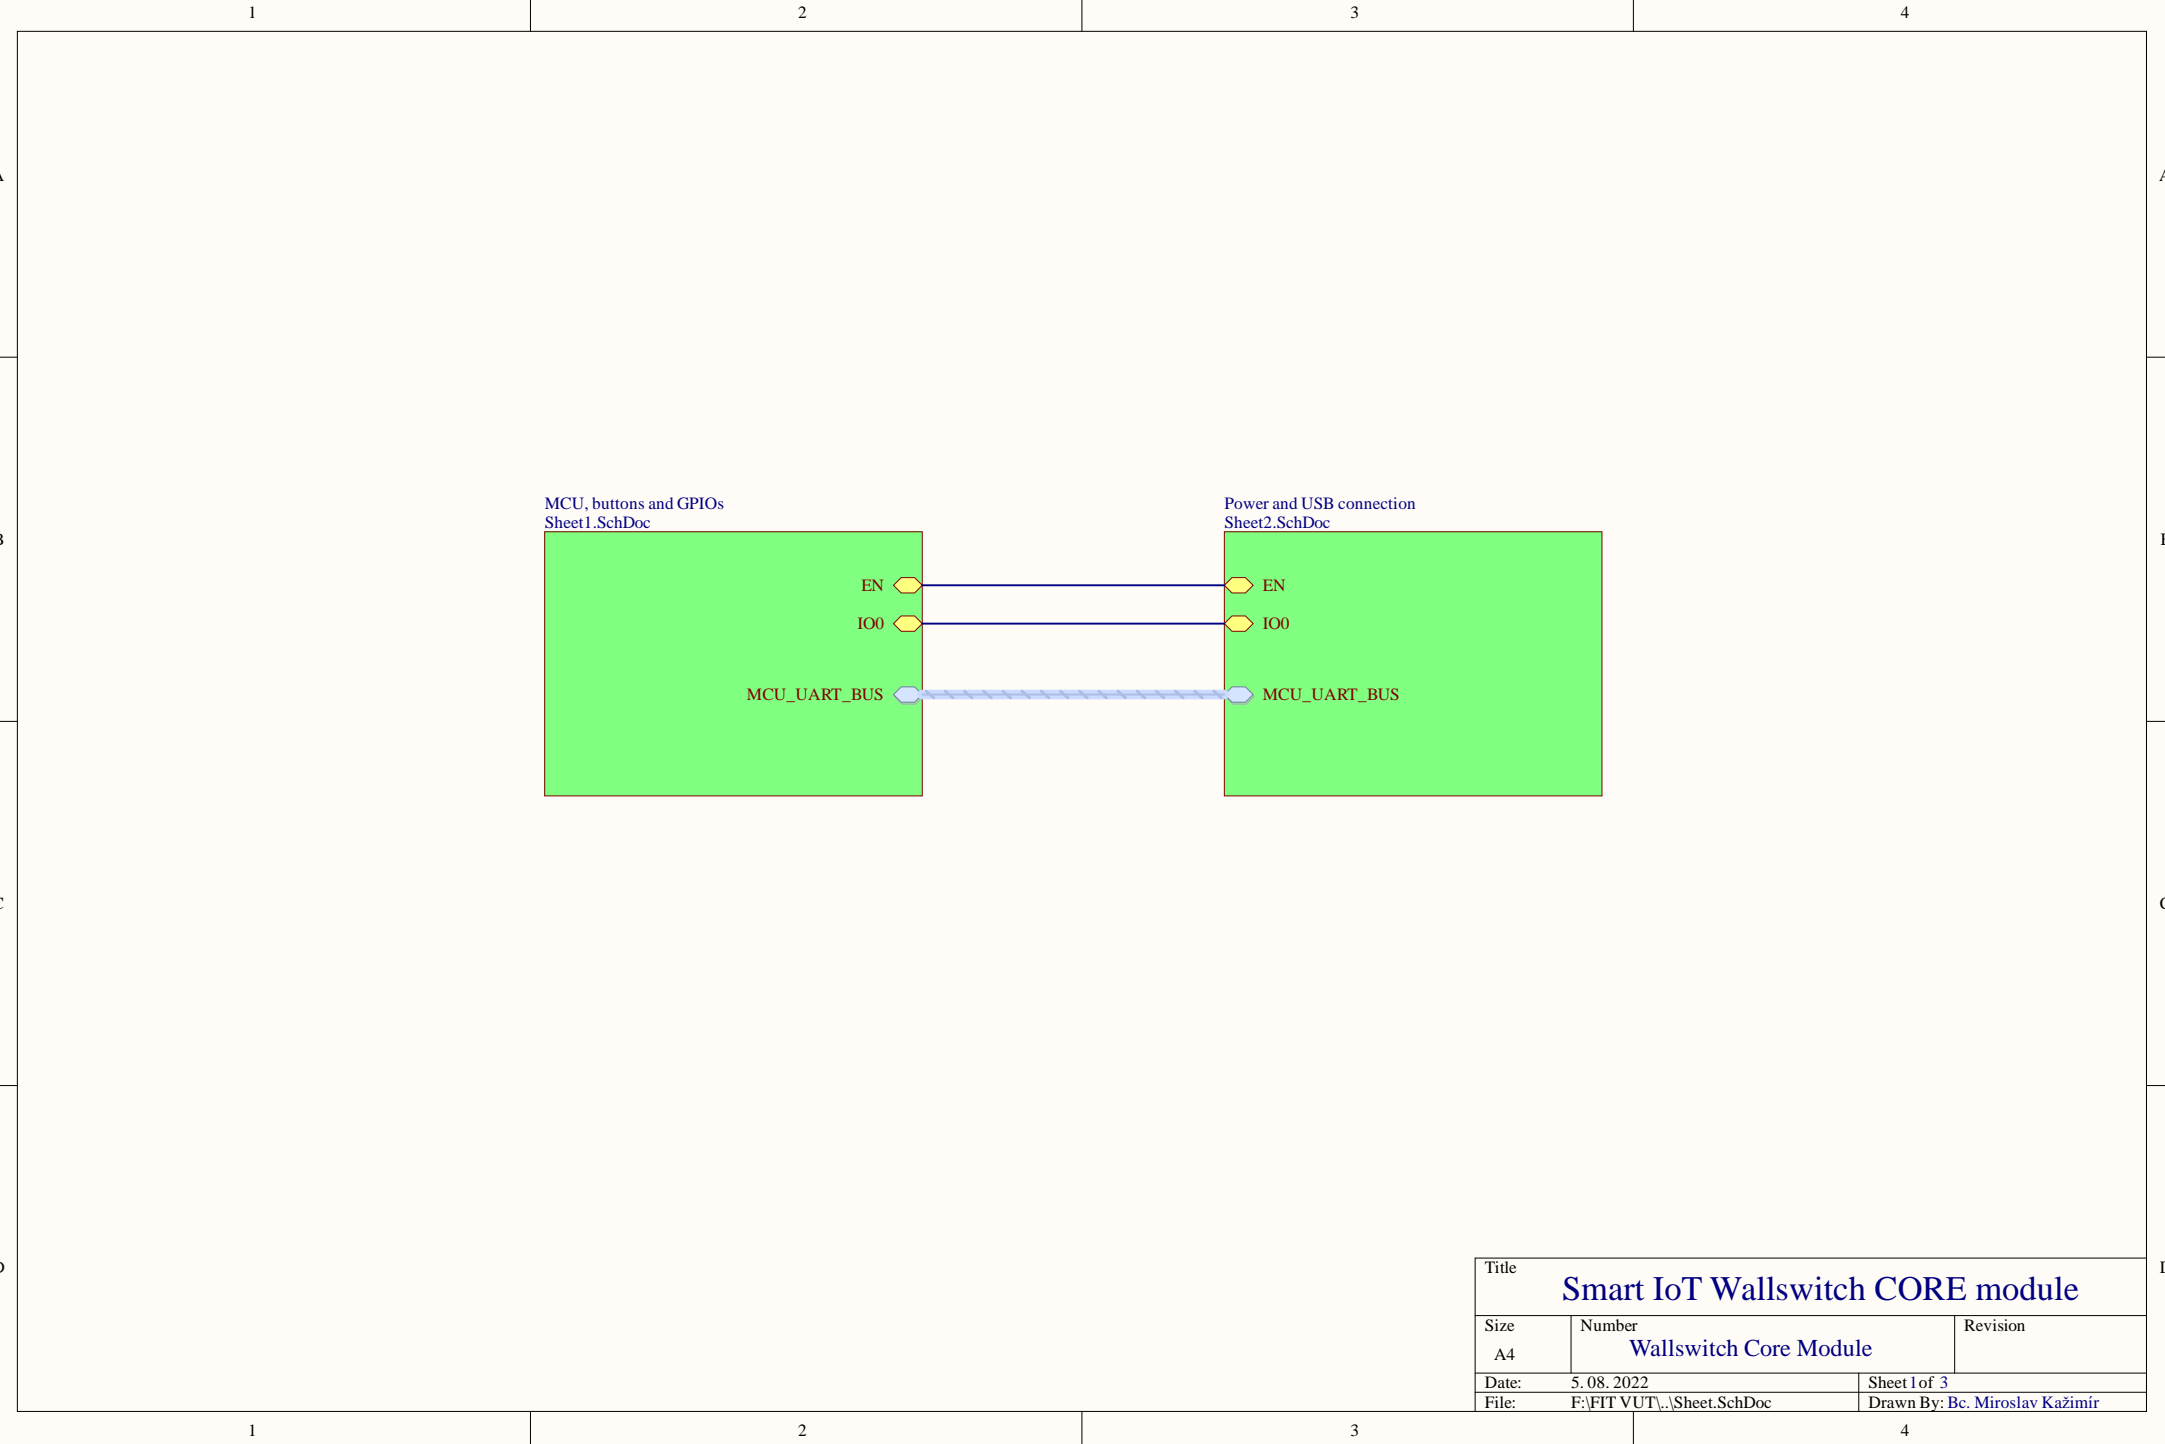 1 2 3 4
A A
MCU, buttons and GPIOs
Sheet1.SchDoc
Power and USB connection
Sheet2.SchDoc
B B
EN EN
IO0 IO0
MCU_UART_BUS MCU_UART_BUS
C C
D D
Title
Smart IoT Wallswitch CORE module
Size Number Revision
A4 Wallswitch Core Module
Date: 5. 08. 2022 Sheet 1 of 3
File: F:\FIT VUT\..\Sheet.SchDoc Drawn By: Bc. Miroslav Kažimír
1 2 3 4